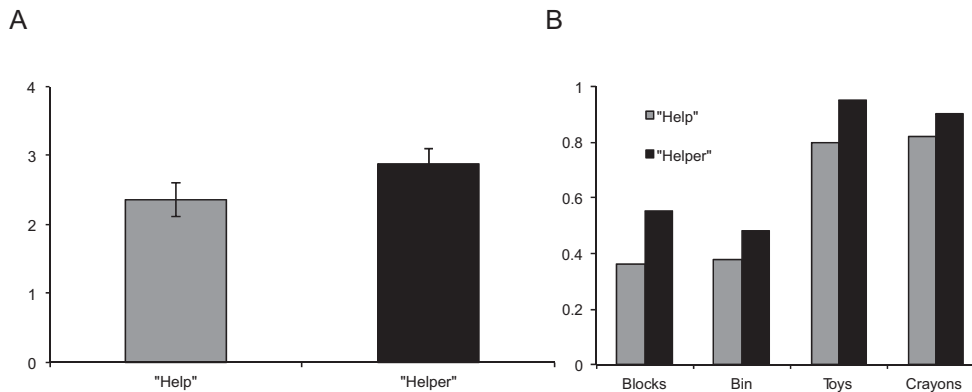 A
B
4
3
2
1
0
"Help"
"Helper"
1
0.8
0.6
0.4
0.2
0
"Help"
"Helper"
Blocks
Bin
Toys
Crayons